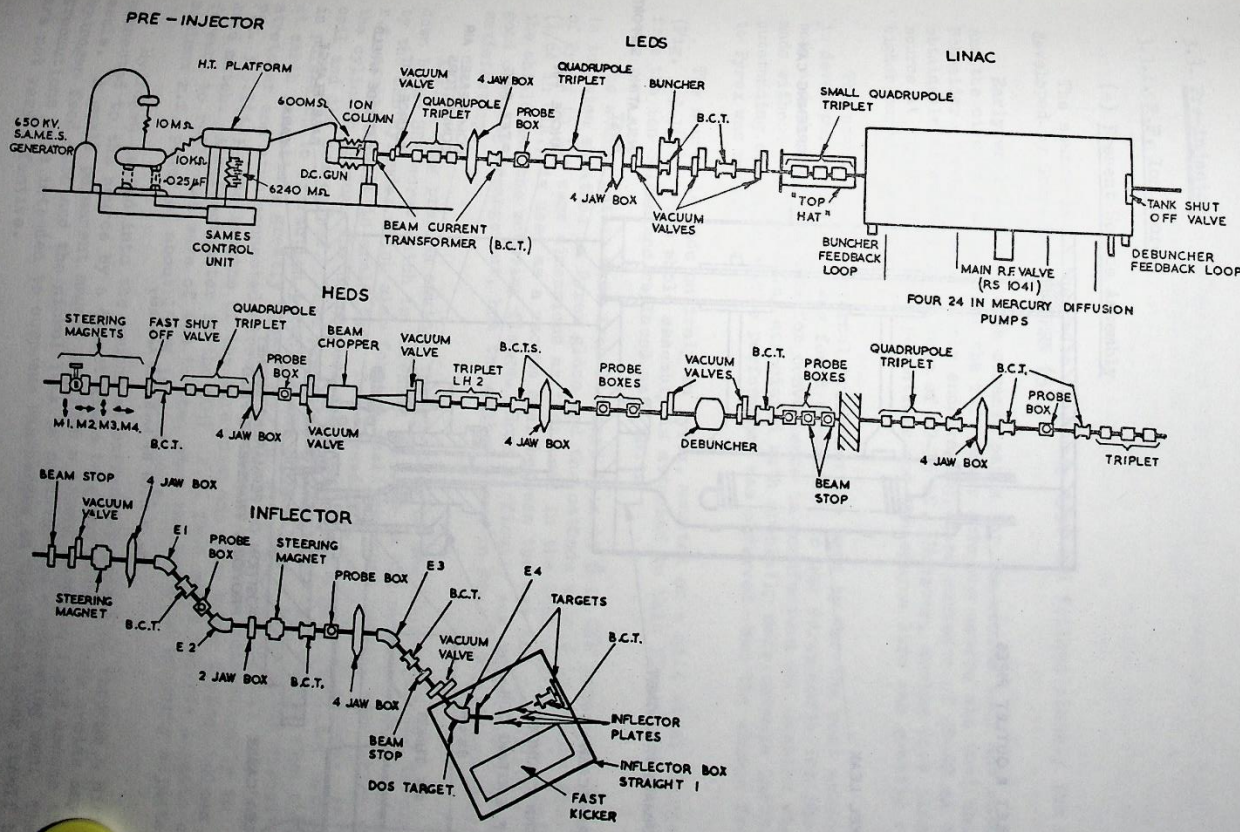 PRE-INJECTOR
LEDS
LINAC
H.T. PLATFORM
650 KV.
S.A.M.E.S.
GENERATOR
10 MΩ
10KΩ
.025µF
6240 MΩ
SAMES
CONTROL
UNIT
600MΩ
ION
COLUMN
D.C. GUN
VACUUM
VALVE
QUADRUPOLE
TRIPLET
4 JAW BOX
PROBE
BOX
BEAM CURRENT
TRANSFORMER (B.C.T.)
QUADRUPOLE
TRIPLET
4 JAW BOX
BUNCHER
B.C.T.
VACUUM
VALVES
SMALL QUADRUPOLE
TRIPLET
"TOP
HAT"
BUNCHER
FEEDBACK
LOOP
MAIN R.F. VALVE
(RS 1041)
FOUR 24 IN MERCURY DIFFUSION
PUMPS
TANK SHUT
OFF VALVE
DEBUNCHER
FEEDBACK LOOP
HEDS
STEERING
MAGNETS
M1. M2. M3. M4.
FAST SHUT
OFF VALVE
B.C.T.
QUADRUPOLE
TRIPLET
4 JAW BOX
PROBE
BOX
VACUUM
VALVE
BEAM
CHOPPER
VACUUM
VALVE
TRIPLET
L.H.2
B.C.T.S.
4 JAW BOX
PROBE
BOXES
VACUUM
VALVES
DEBUNCHER
B.C.T.
PROBE
BOXES
BEAM
STOP
QUADRUPOLE
TRIPLET
4 JAW BOX
B.C.T.
PROBE
BOX
TRIPLET
INFLECTOR
BEAM STOP
VACUUM
VALVE
STEERING
MAGNET
4 JAW BOX
E1
B.C.T.
PROBE
BOX
E 2
2 JAW BOX
STEERING
MAGNET
B.C.T.
PROBE BOX
4 JAW BOX
E3
B.C.T.
BEAM
STOP
VACUUM
VALVE
E4
DOS TARGET.
TARGETS
B.C.T.
INFLECTOR
PLATES
INFLECTOR BOX
STRAIGHT 1
FAST
KICKER